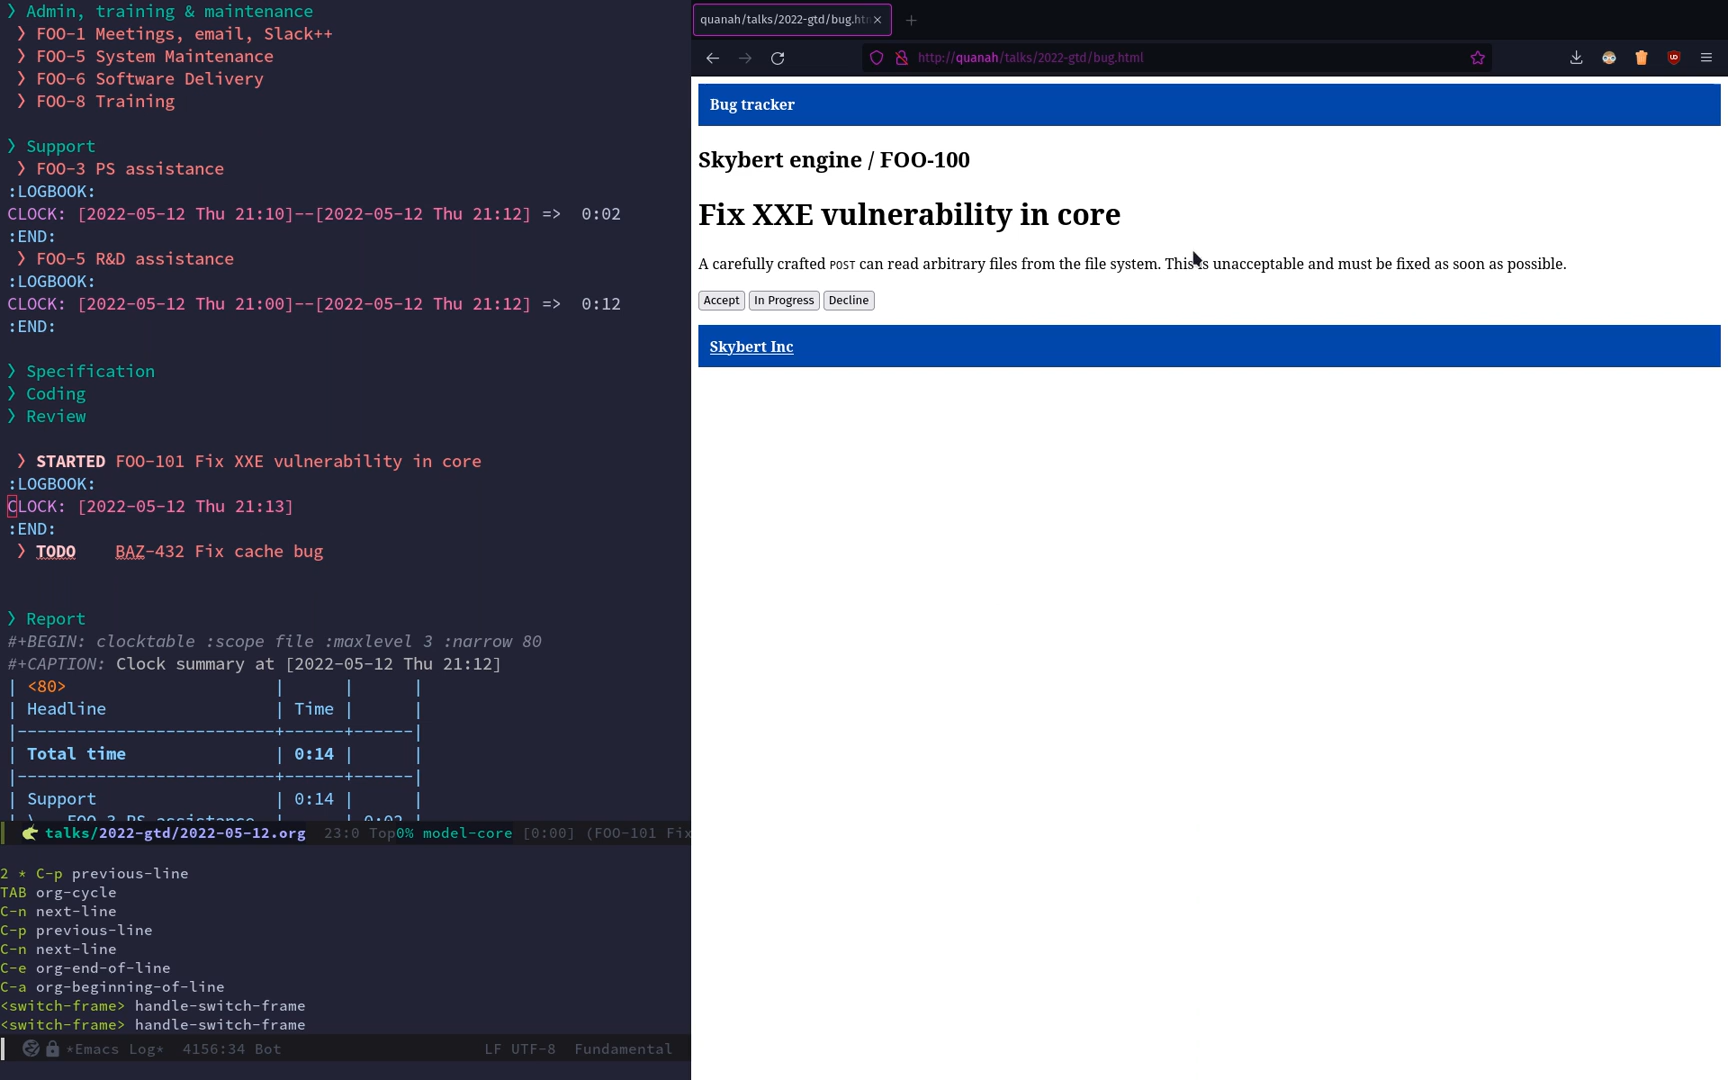 ❯ Admin, training & maintenance
❯ FOO-1 Meetings, email, Slack++
❯ FOO-5 System Maintenance
❯ FOO-6 Software Delivery
❯ FOO-8 Training
❯ Support
❯ FOO-3 PS assistance
:LOGBOOK:
CLOCK: [2022-05-12 Thu 21:10]--[2022-05-12 Thu 21:12] =>  0:02
:END:
❯ FOO-5 R&D assistance
:LOGBOOK:
CLOCK: [2022-05-12 Thu 21:00]--[2022-05-12 Thu 21:12] =>  0:12
:END:
❯ Specification
❯ Coding
❯ Review
❯ STARTED FOO-101 Fix XXE vulnerability in core
:LOGBOOK:
CLOCK: [2022-05-12 Thu 21:13]
:END:
❯ TODO    BAZ-432 Fix cache bug
❯ Report
#+BEGIN: clocktable :scope file :maxlevel 3 :narrow 80
#+CAPTION: Clock summary at [2022-05-12 Thu 21:12]
| <80>                     |      |      |
| Headline                 | Time |      |
|--------------------------+------+------|
| Total time               | 0:14 |      |
|--------------------------+------+------|
| Support                  | 0:14 |      |
| \_  FOO-3 PS assistance  |      | 0:02 |
talks/2022-gtd/2022-05-12.org  23:0 Top0% model-core [0:00] (FOO-101 Fix
2 * C-p previous-line
TAB org-cycle
C-n next-line
C-p previous-line
C-n next-line
C-e org-end-of-line
C-a org-beginning-of-line
<switch-frame> handle-switch-frame
<switch-frame> handle-switch-frame
*Emacs Log*  4156:34 Bot  LF UTF-8  Fundamental
quanah/talks/2022-gtd/bug.ht
http://quanah/talks/2022-gtd/bug.html
Bug tracker
Skybert engine / FOO-100
Fix XXE vulnerability in core
A carefully crafted POST can read arbitrary files from the file system. This is unacceptable and must be fixed as soon as possible.
Accept In Progress Decline
Skybert Inc